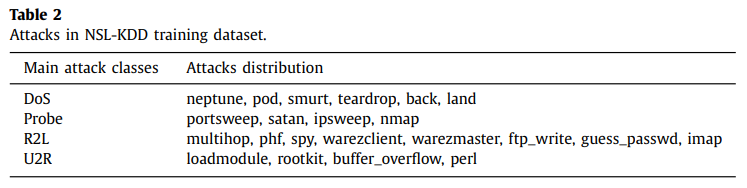 Table 2
Attacks in NSL-KDD training dataset.
Main attack classes Attacks distribution
DoS neptune, pod, smurt, teardrop, back, land
Probe portsweep, satan, ipsweep, nmap
R2L multihop, phf, spy, warezclient, warezmaster, ftp_write, guess_passwd, imap
U2R loadmodule, rootkit, buffer_overflow, perl